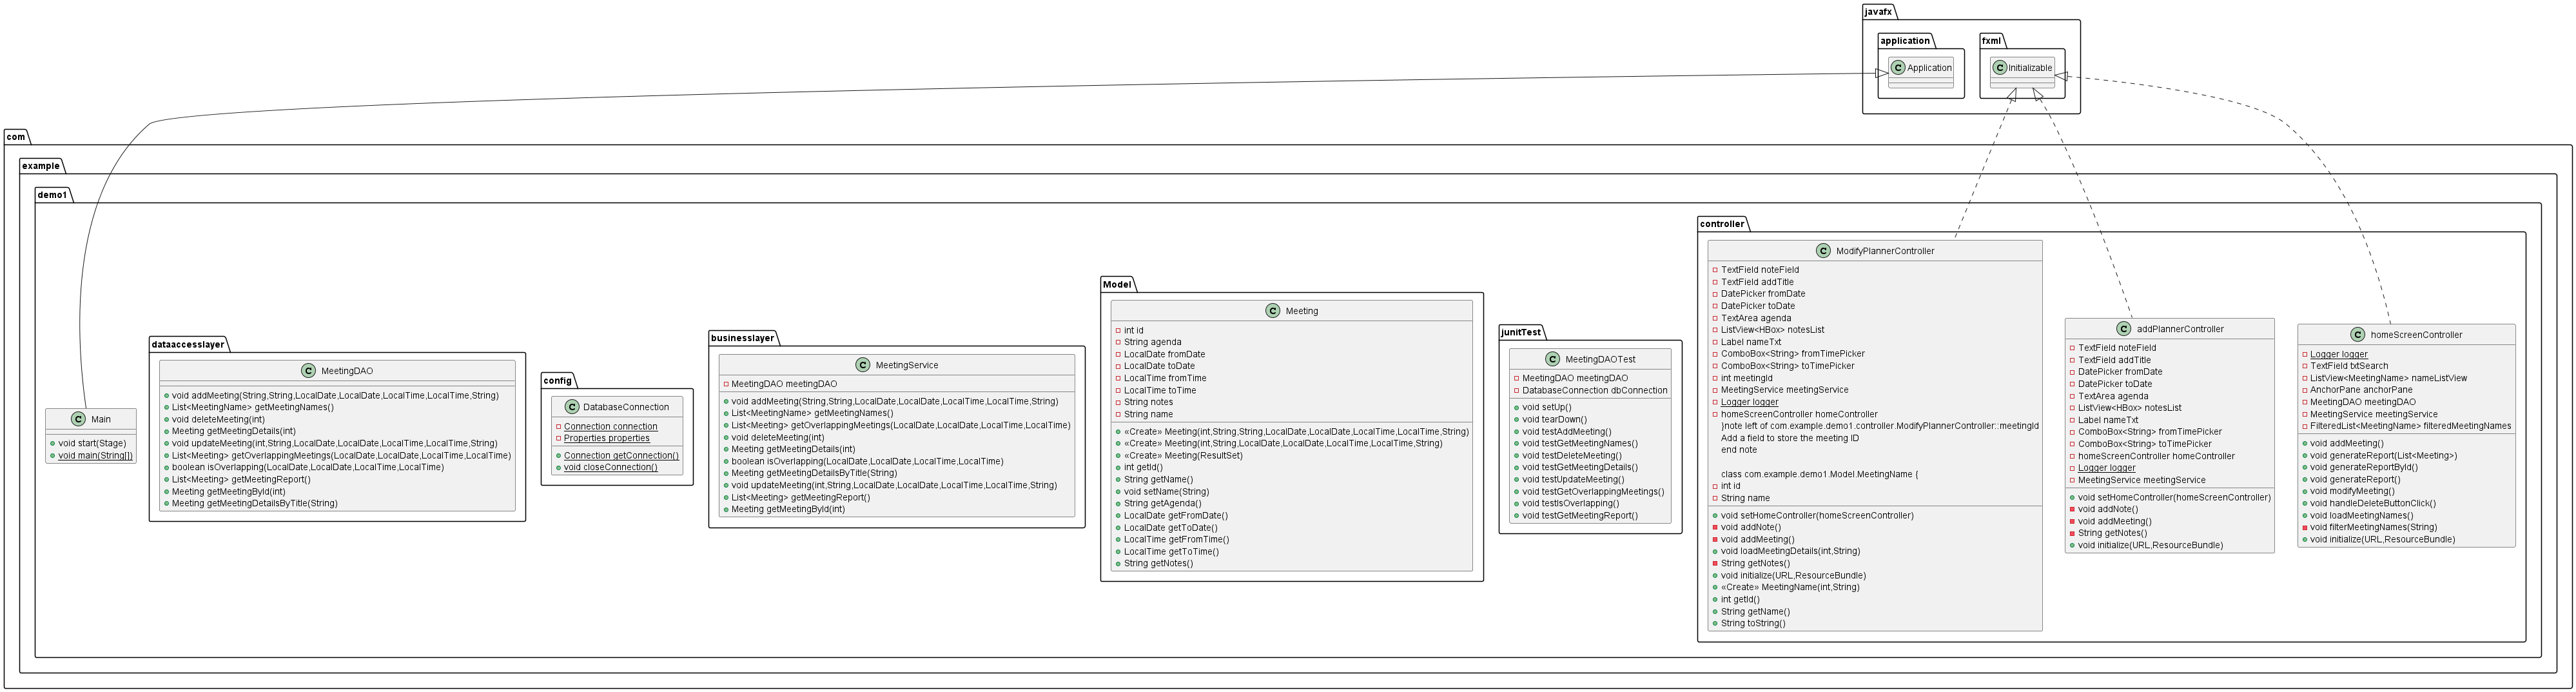 javafx
application
fxml
C Application
C Initializable
com
example
demo1
C Main
void start(Stage)
void main(String[])
dataaccesslayer
C MeetingDAO
void addMeeting(String,String,LocalDate,LocalDate,LocalTime,LocalTime,String)
List<MeetingName> getMeetingNames()
void deleteMeeting(int)
Meeting getMeetingDetails(int)
void updateMeeting(int,String,LocalDate,LocalDate,LocalTime,LocalTime,String)
List<Meeting> getOverlappingMeetings(LocalDate,LocalDate,LocalTime,LocalTime)
boolean isOverlapping(LocalDate,LocalDate,LocalTime,LocalTime)
List<Meeting> getMeetingReport()
Meeting getMeetingById(int)
Meeting getMeetingDetailsByTitle(String)
config
C DatabaseConnection
Connection connection
Properties properties
Connection getConnection()
void closeConnection()
businesslayer
C MeetingService
MeetingDAO meetingDAO
void addMeeting(String,String,LocalDate,LocalDate,LocalTime,LocalTime,String)
List<MeetingName> getMeetingNames()
List<Meeting> getOverlappingMeetings(LocalDate,LocalDate,LocalTime,LocalTime)
void deleteMeeting(int)
Meeting getMeetingDetails(int)
boolean isOverlapping(LocalDate,LocalDate,LocalTime,LocalTime)
Meeting getMeetingDetailsByTitle(String)
void updateMeeting(int,String,LocalDate,LocalDate,LocalTime,LocalTime,String)
List<Meeting> getMeetingReport()
Meeting getMeetingById(int)
Model
C Meeting
int id
String agenda
LocalDate fromDate
LocalDate toDate
LocalTime fromTime
LocalTime toTime
String notes
String name
«Create» Meeting(int,String,String,LocalDate,LocalDate,LocalTime,LocalTime,String)
«Create» Meeting(int,String,LocalDate,LocalDate,LocalTime,LocalTime,String)
«Create» Meeting(ResultSet)
int getId()
String getName()
void setName(String)
String getAgenda()
LocalDate getFromDate()
LocalDate getToDate()
LocalTime getFromTime()
LocalTime getToTime()
String getNotes()
junitTest
C MeetingDAOTest
MeetingDAO meetingDAO
DatabaseConnection dbConnection
void setUp()
void tearDown()
void testAddMeeting()
void testGetMeetingNames()
void testDeleteMeeting()
void testGetMeetingDetails()
void testUpdateMeeting()
void testGetOverlappingMeetings()
void testIsOverlapping()
void testGetMeetingReport()
controller
C ModifyPlannerController
TextField noteField
TextField addTitle
DatePicker fromDate
DatePicker toDate
TextArea agenda
ListView<HBox> notesList
Label nameTxt
ComboBox<String> fromTimePicker
ComboBox<String> toTimePicker
int meetingId
MeetingService meetingService
Logger logger
homeScreenController homeController
}note left of com.example.demo1.controller.ModifyPlannerController::meetingId
Add a field to store the meeting ID
end note
class com.example.demo1.Model.MeetingName {
int id
String name
void setHomeController(homeScreenController)
void addNote()
void addMeeting()
void loadMeetingDetails(int,String)
String getNotes()
void initialize(URL,ResourceBundle)
«Create» MeetingName(int,String)
int getId()
String getName()
String toString()
C addPlannerController
TextField noteField
TextField addTitle
DatePicker fromDate
DatePicker toDate
TextArea agenda
ListView<HBox> notesList
Label nameTxt
ComboBox<String> fromTimePicker
ComboBox<String> toTimePicker
homeScreenController homeController
Logger logger
MeetingService meetingService
void setHomeController(homeScreenController)
void addNote()
void addMeeting()
String getNotes()
void initialize(URL,ResourceBundle)
C homeScreenController
Logger logger
TextField txtSearch
ListView<MeetingName> nameListView
AnchorPane anchorPane
MeetingDAO meetingDAO
MeetingService meetingService
FilteredList<MeetingName> filteredMeetingNames
void addMeeting()
void generateReport(List<Meeting>)
void generateReportById()
void generateReport()
void modifyMeeting()
void handleDeleteButtonClick()
void loadMeetingNames()
void filterMeetingNames(String)
void initialize(URL,ResourceBundle)